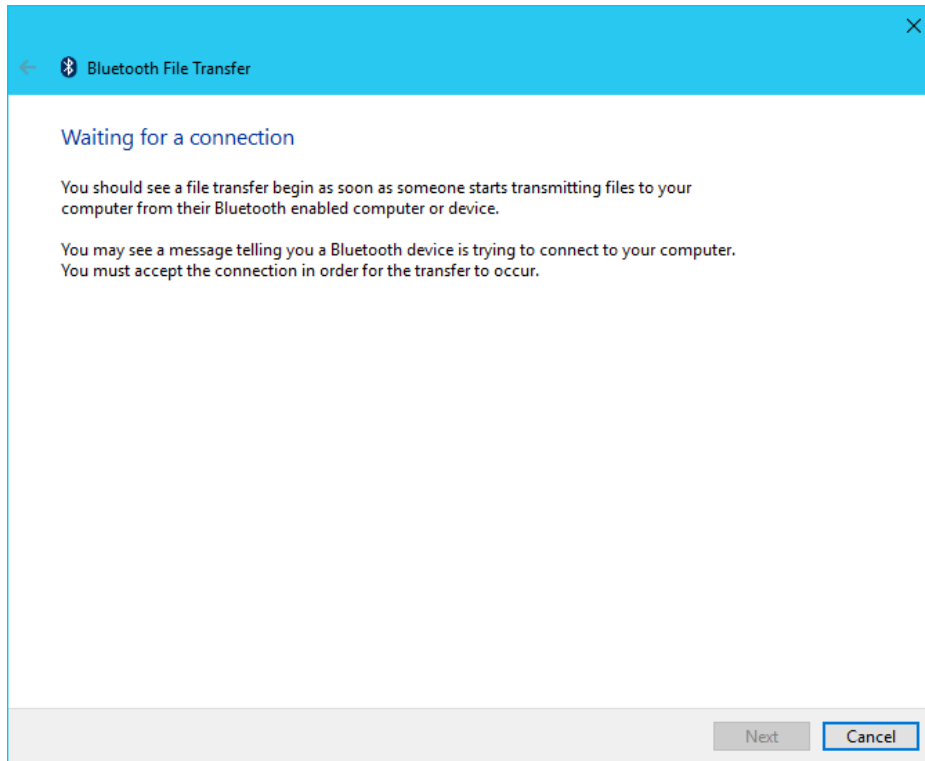 Bluetooth File Transfer
Waiting for a connection
You should see a file transfer begin as soon as someone starts transmitting files to your
computer from their Bluetooth enabled computer or device.
You may see a message telling you a Bluetooth device is trying to connect to your computer.
You must accept the connection in order for the transfer to occur.
Next Cancel